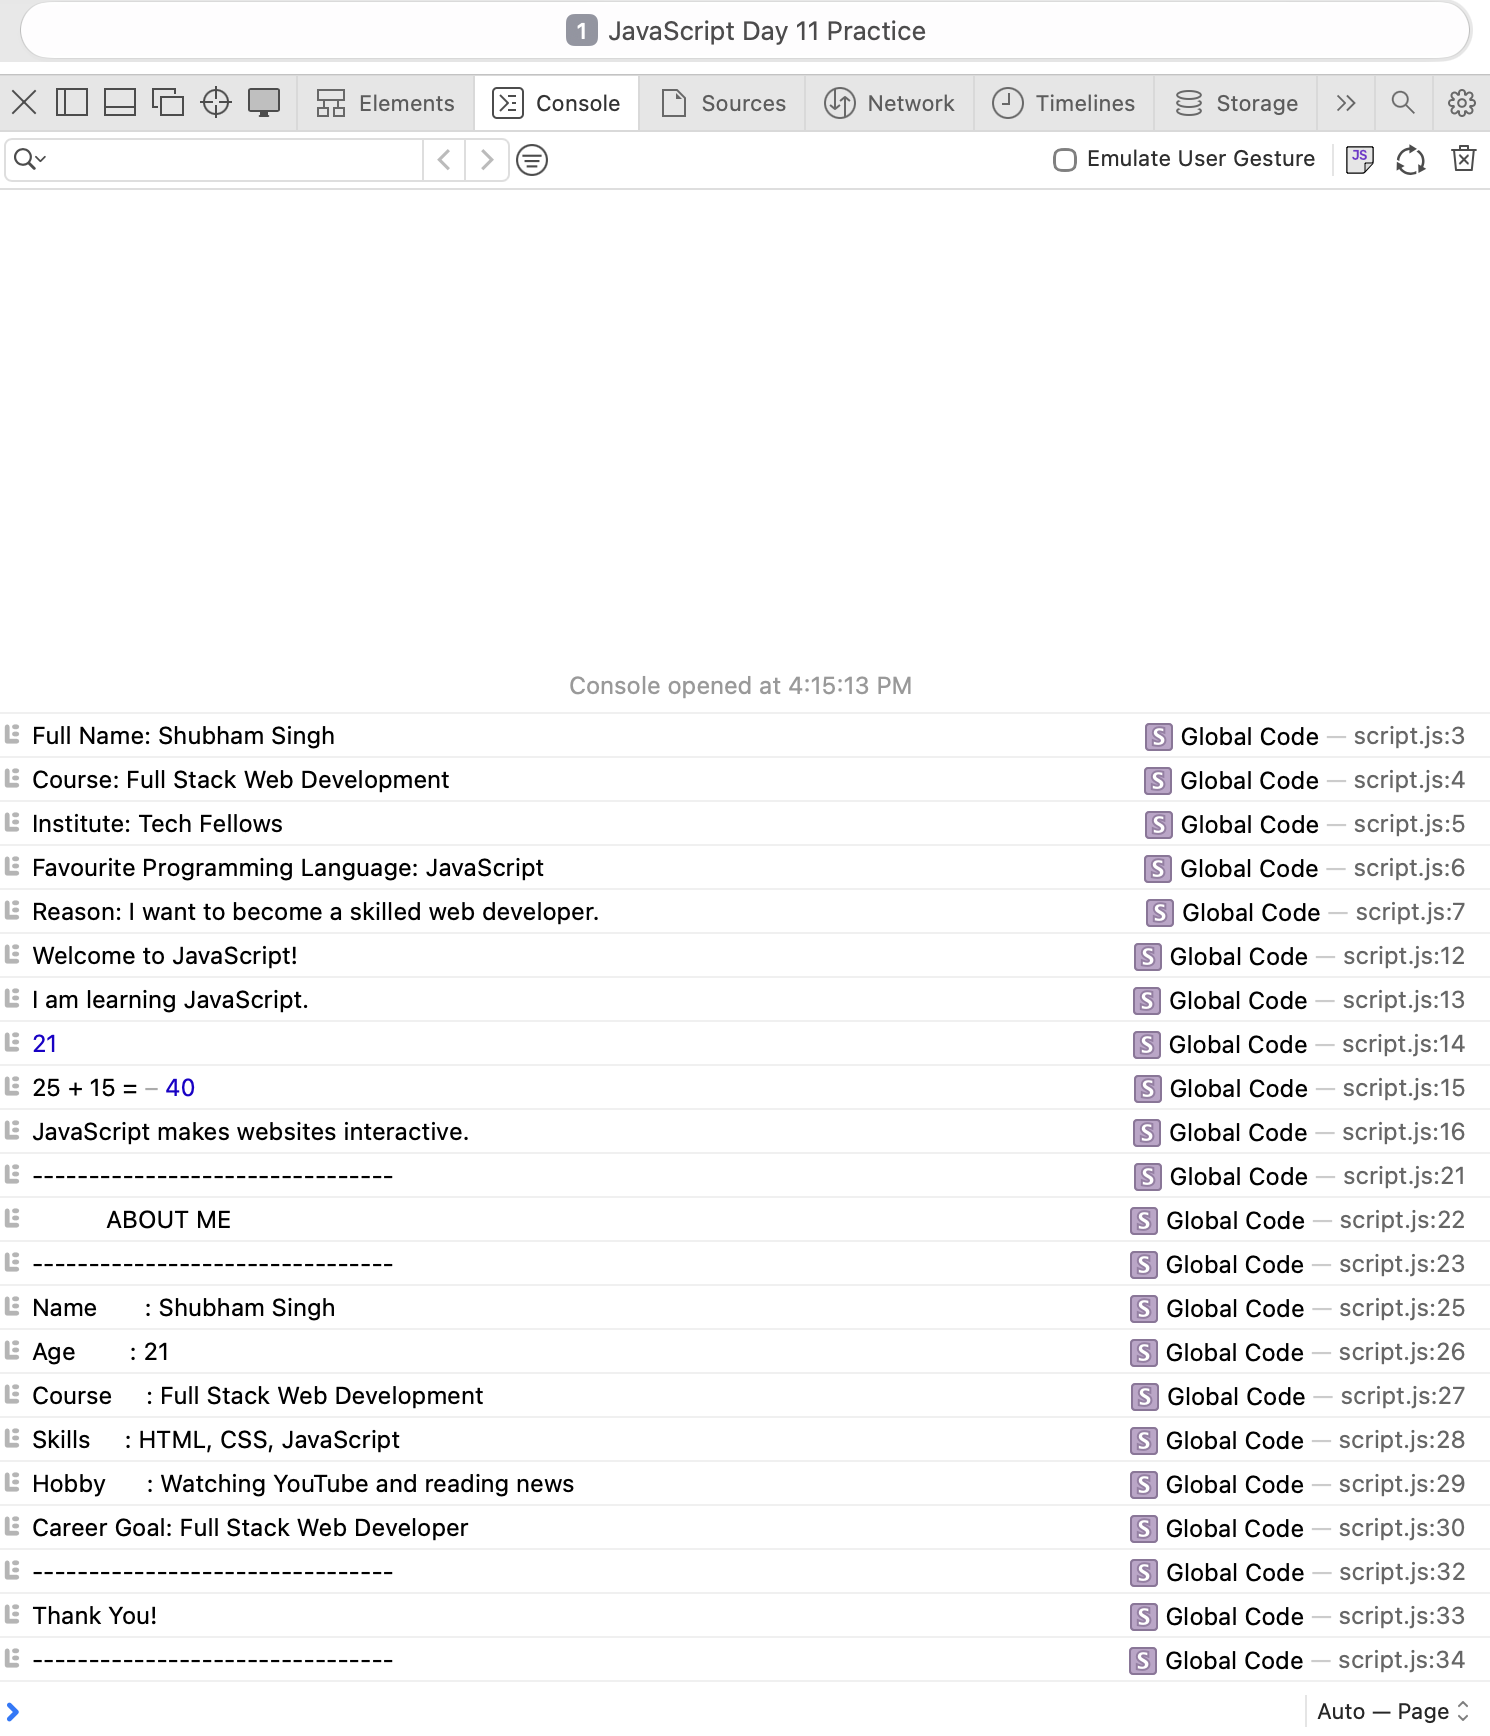 1 JavaScript Day 11 Practice
Elements Console Sources Network Timelines Storage
Emulate User Gesture JS
Console opened at 4:15:13 PM
Full Name: Shubham Singh S Global Code — script.js:3
Course: Full Stack Web Development S Global Code — script.js:4
Institute: Tech Fellows S Global Code — script.js:5
Favourite Programming Language: JavaScript S Global Code — script.js:6
Reason: I want to become a skilled web developer. S Global Code — script.js:7
Welcome to JavaScript! S Global Code — script.js:12
I am learning JavaScript. S Global Code — script.js:13
21 S Global Code — script.js:14
25 + 15 = – 40 S Global Code — script.js:15
JavaScript makes websites interactive. S Global Code — script.js:16
-------------------------------- S Global Code — script.js:21
ABOUT ME S Global Code — script.js:22
-------------------------------- S Global Code — script.js:23
Name : Shubham Singh S Global Code — script.js:25
Age : 21 S Global Code — script.js:26
Course : Full Stack Web Development S Global Code — script.js:27
Skills : HTML, CSS, JavaScript S Global Code — script.js:28
Hobby : Watching YouTube and reading news S Global Code — script.js:29
Career Goal: Full Stack Web Developer S Global Code — script.js:30
-------------------------------- S Global Code — script.js:32
Thank You! S Global Code — script.js:33
-------------------------------- S Global Code — script.js:34
Auto — Page